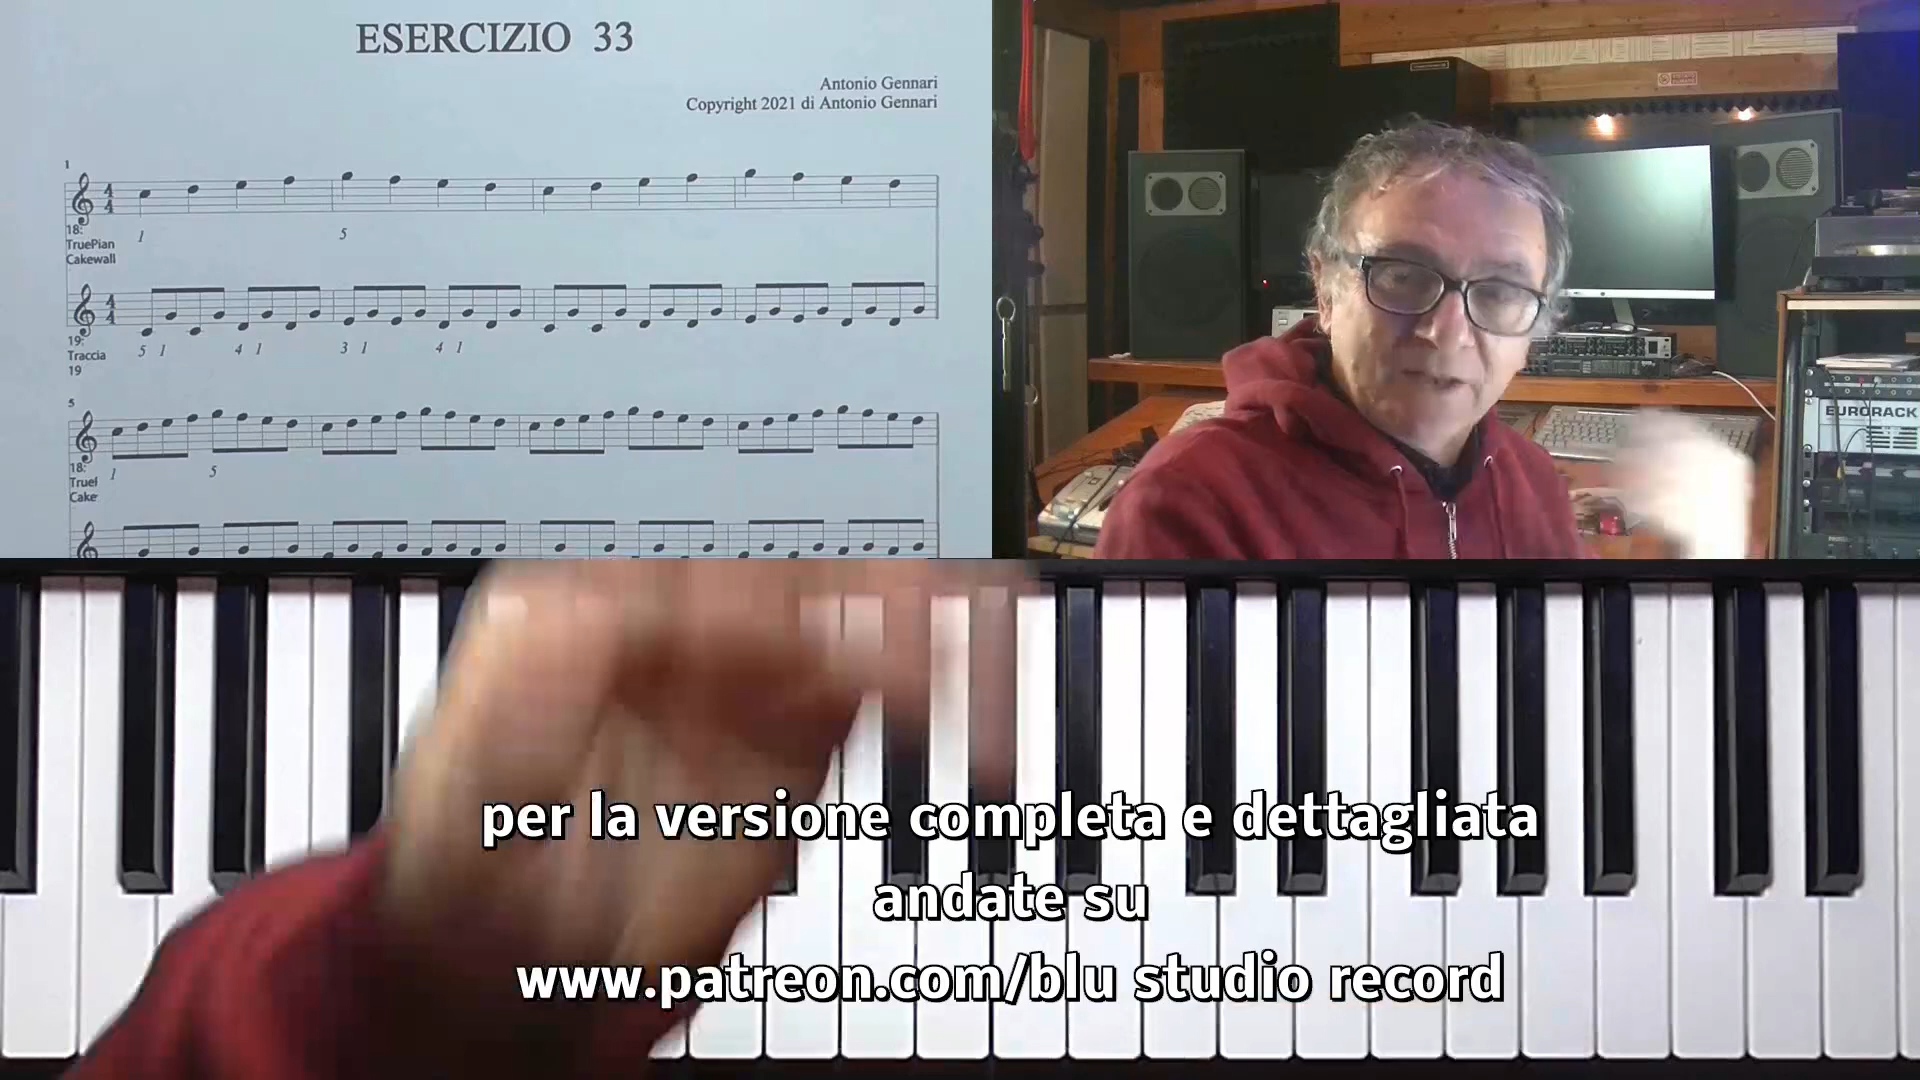 ESERCIZIO 33
Antonio Gennari
Copyright 2021 di Antonio Gennari
1
18:
TruePian
Cakewall
1 5
19:
Traccia
19
5 1 4 1 3 1 4 1
5
18:
Truel
Cake
1 5
EURORACK
per la versione completa e dettagliata
andate su
www.patreon.com/blu studio record